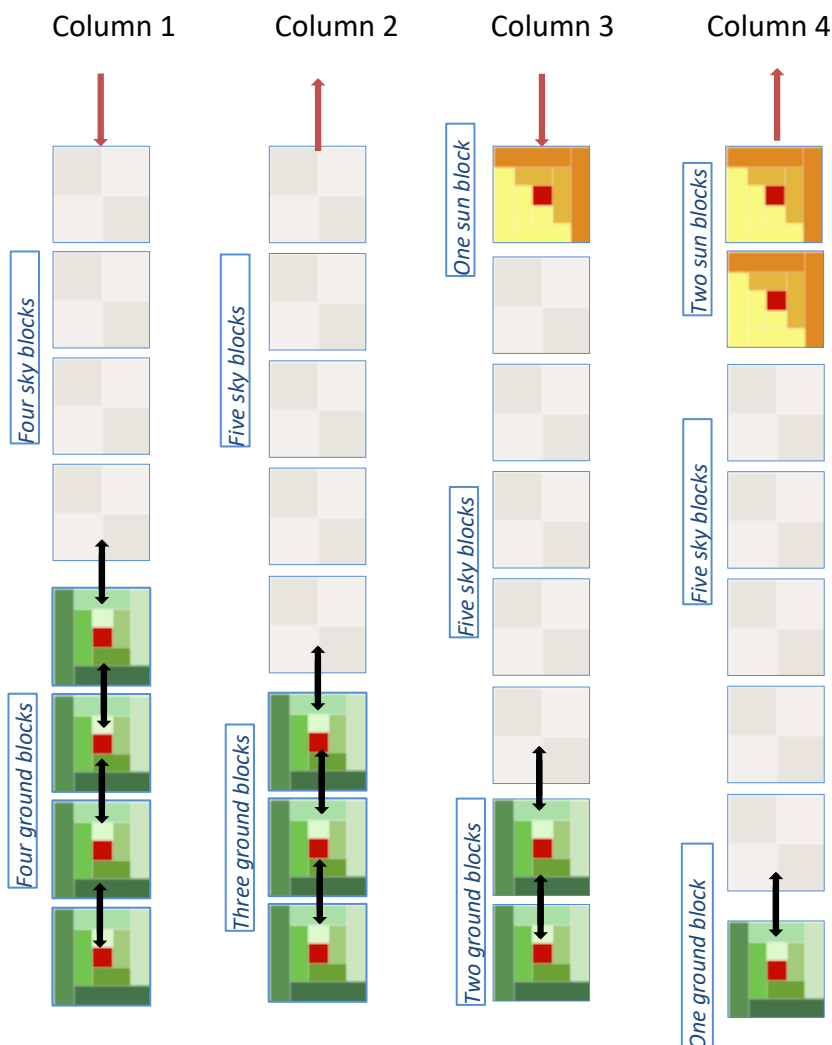 Column 1
Column 2
Column 3
Column 4
Four sky blocks
Four ground blocks
Five sky blocks
Three ground blocks
One sun block
Five sky blocks
Two ground blocks
Two sun blocks
Five sky blocks
One ground block